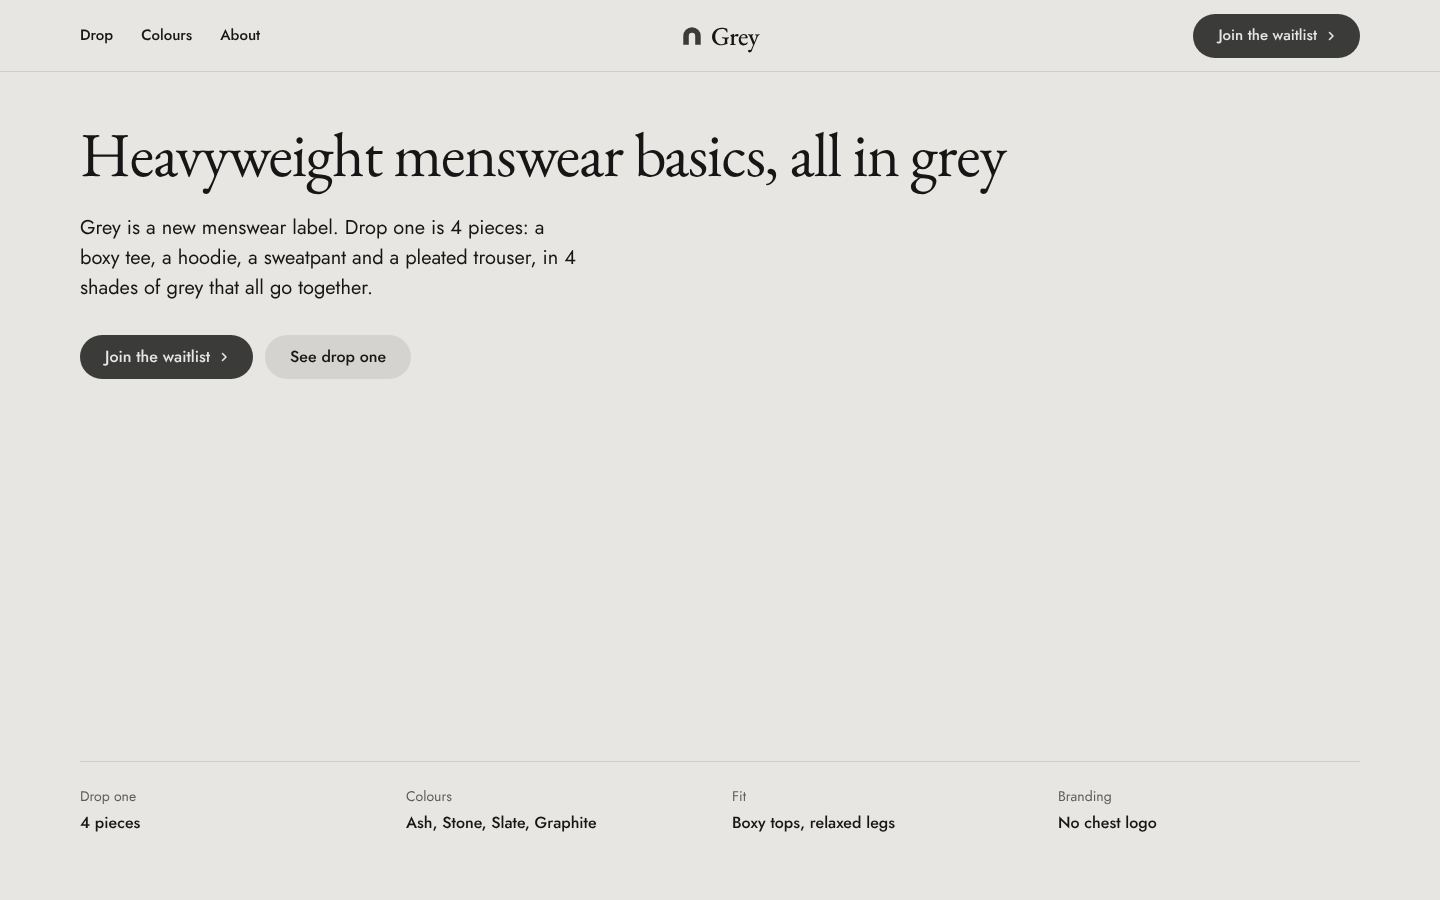 Drop
Colours
About
Grey
Join the waitlist
Heavyweight menswear basics, all in grey
Grey is a new menswear label. Drop one is 4 pieces: a
boxy tee, a hoodie, a sweatpant and a pleated trouser, in 4
shades of grey that all go together.
Join the waitlist
See drop one
Drop one
4 pieces
Colours
Ash, Stone, Slate, Graphite
Fit
Boxy tops, relaxed legs
Branding
No chest logo